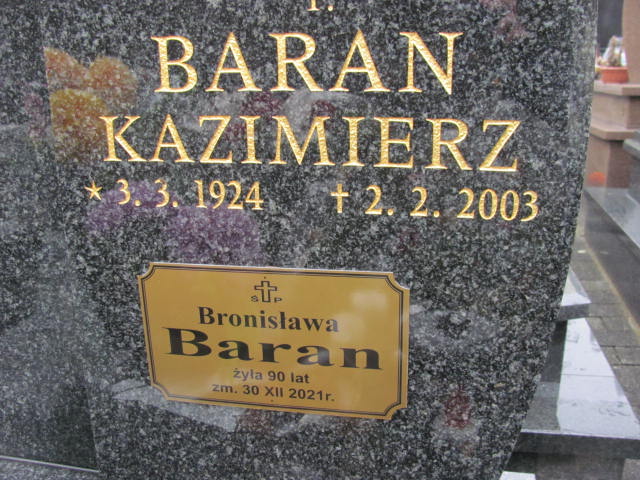 BARAN
KAZIMIERZ
★ 3. 3. 1924 ✝ 2. 2. 2003
Ś P
Bronisława
Baran
żyła 90 lat
zm. 30 XII 2021r.